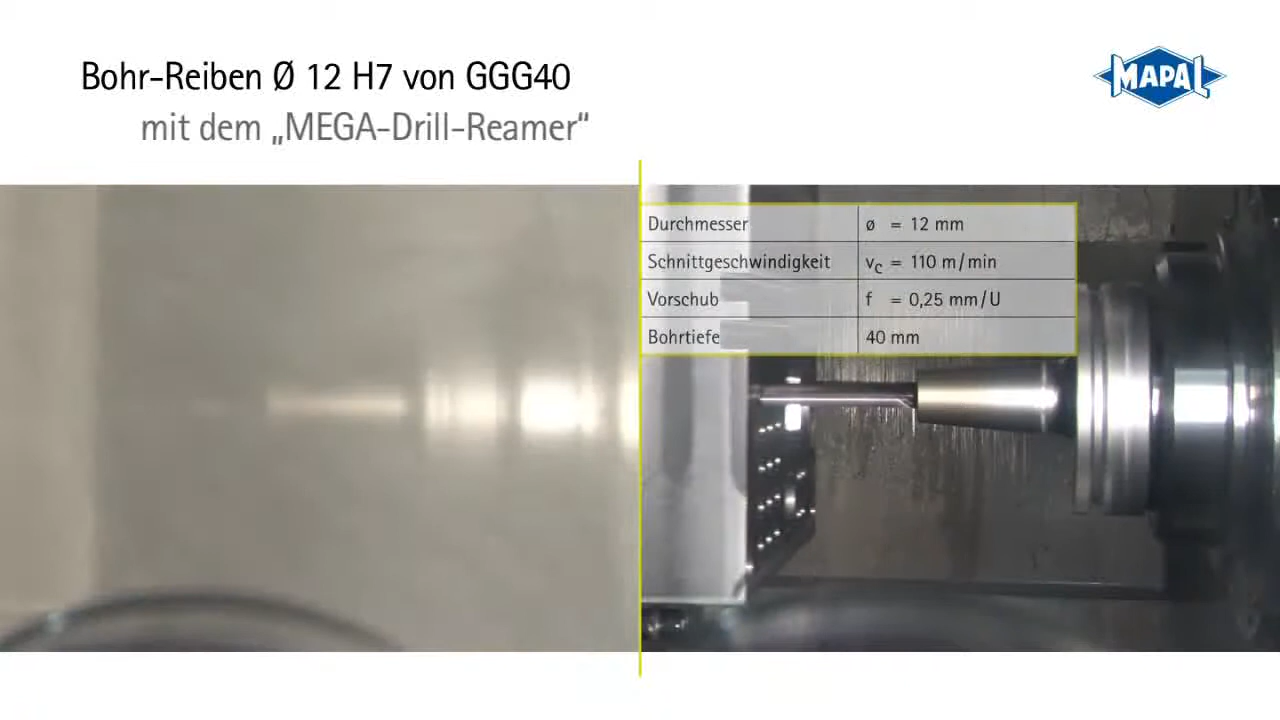 Bohr-Reiben Ø 12 H7 von GGG40
mit dem „MEGA-Drill-Reamer“
MAPAL
Durchmesser ø = 12 mm
Schnittgeschwindigkeit vc = 110 m/min
Vorschub f = 0,25 mm/U
Bohrtiefe 40 mm